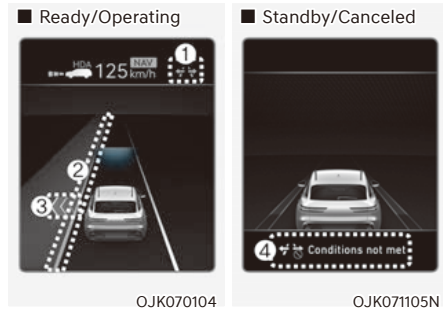 ■ Ready/Operating
■ Standby/Canceled
HDA
125 km/h
NAV
1
2
3
4 Conditions not met
OJK070104
OJK071105N